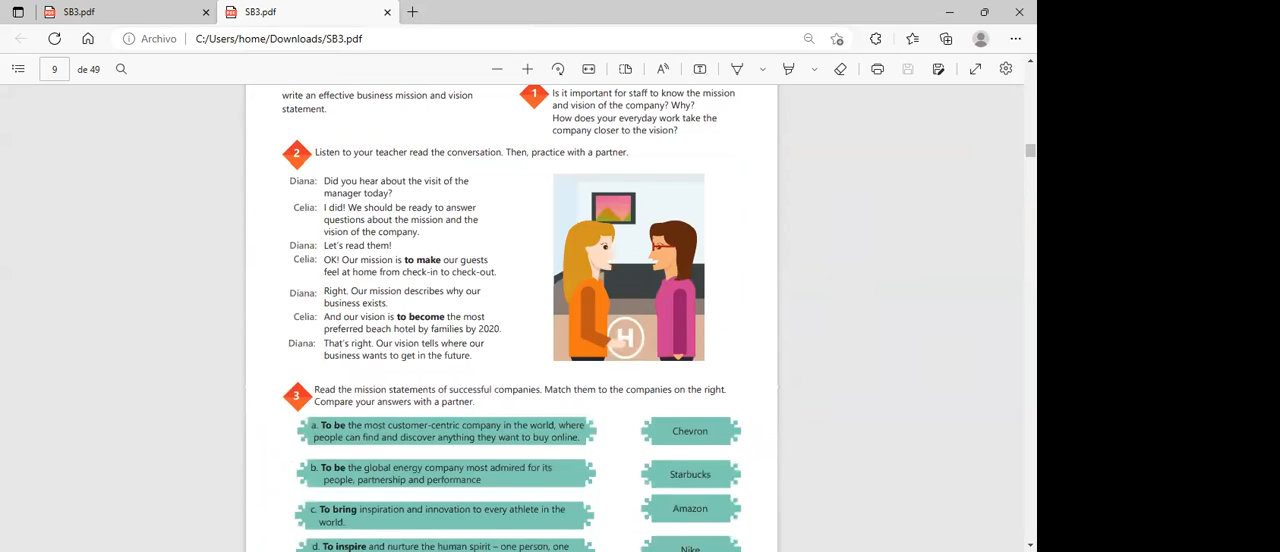 SB3.pdf
SB3.pdf
Archivo
C:/Users/home/Downloads/SB3.pdf
9
de 49
write an effective business mission and vision
statement.
1
Is it important for staff to know the mission
and vision of the company? Why?
How does your everyday work take the
company closer to the vision?
2
Listen to your teacher read the conversation. Then, practice with a partner.
Diana: Did you hear about the visit of the
manager today?
Celia: I did! We should be ready to answer
questions about the mission and the
vision of the company.
Diana: Let's read them!
Celia: OK! Our mission is to make our guests
feel at home from check-in to check-out.
Diana: Right. Our mission describes why our
business exists.
Celia: And our vision is to become the most
preferred beach hotel by families by 2020.
Diana: That's right. Our vision tells where our
business wants to get in the future.
H
3
Read the mission statements of successful companies. Match them to the companies on the right.
Compare your answers with a partner.
a. To be the most customer-centric company in the world, where
people can find and discover anything they want to buy online.
Chevron
b. To be the global energy company most admired for its
people, partnership and performance
Starbucks
c. To bring inspiration and innovation to every athlete in the
world.
Amazon
d. To inspire and nurture the human spirit – one person, one
Nike